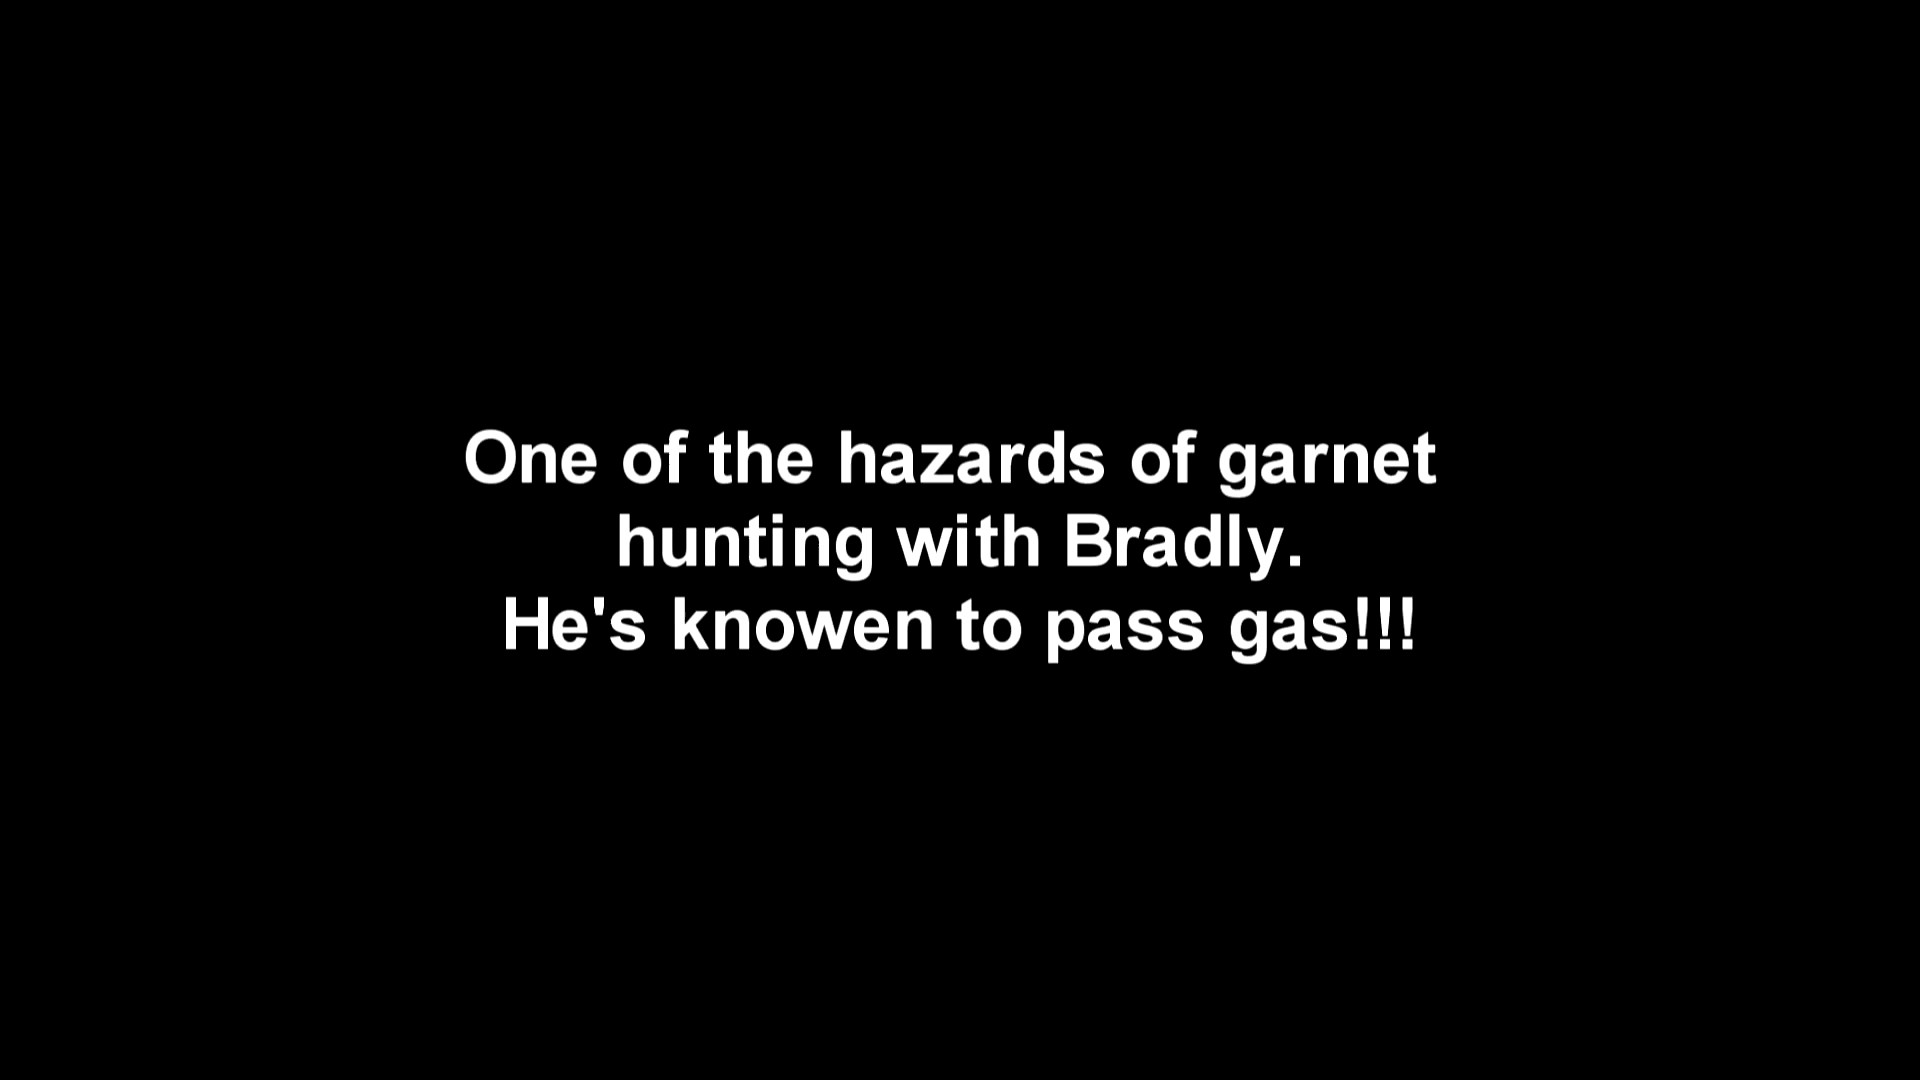 One of the hazards of garnet
hunting with Bradly.
He's knowen to pass gas!!!